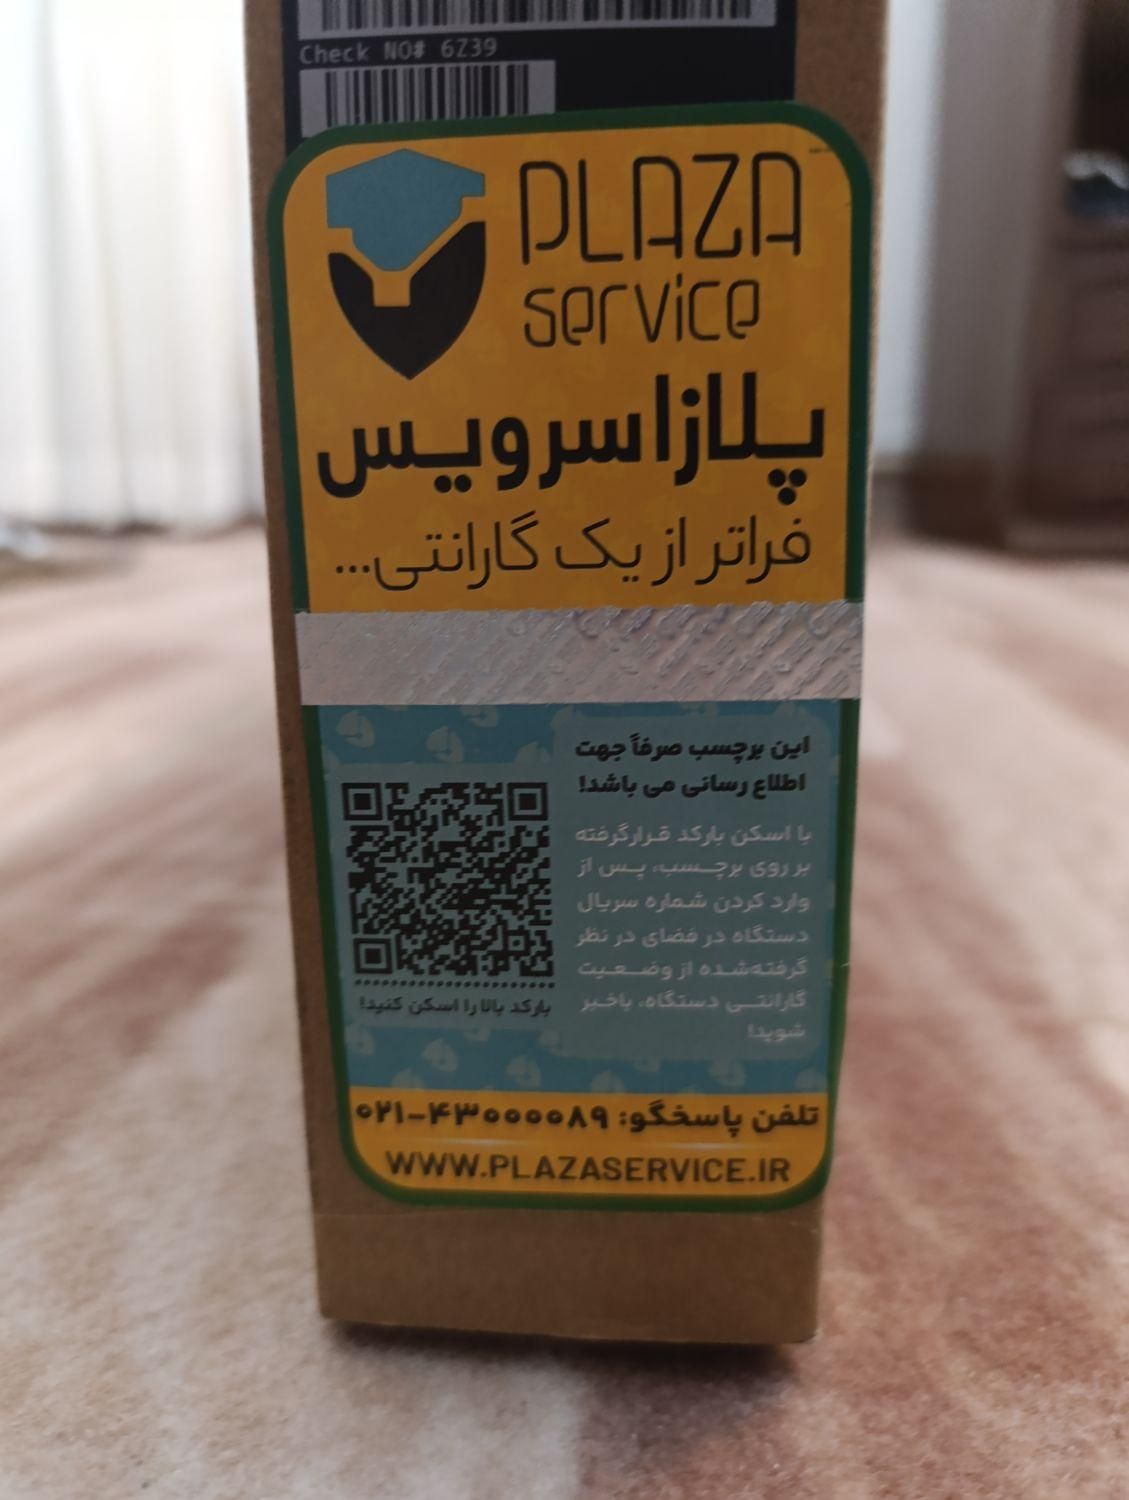 Check NO# 6Z39
PLAZA
service
پلازا سرویس
فراتر از یک گارانتی...
این برچسب صرفاً جهت
اطلاع رسانی می باشد!
با اسکن بارکد قرارگرفته
بر روی برچسب، پس از
وارد کردن شماره سریال
دستگاه در فضای در نظر
گرفته‌شده از وضعیت
گارانتی دستگاه، باخبر
شوید!
بارکد بالا را اسکن کنید!
تلفن پاسخگو: ۰۲۱-۴۳۰۰۰۰۸۹
WWW.PLAZASERVICE.IR